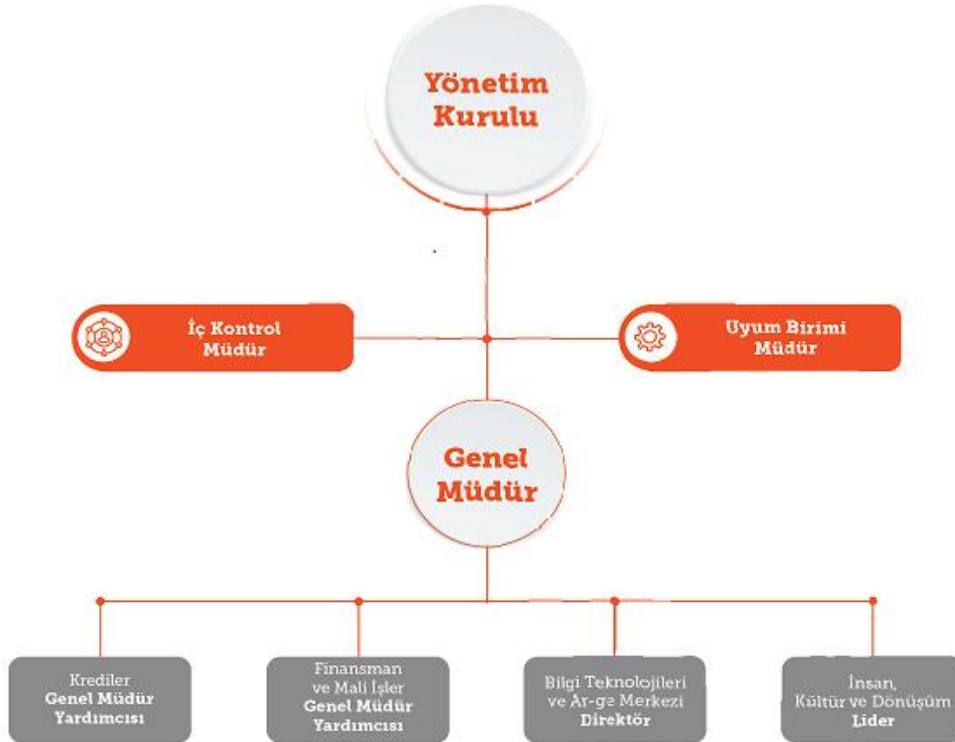 Yönetim
Kurulu
İç Kontrol
Müdür
Uyum Birimi
Müdür
Genel
Müdür
Krediler
Genel Müdür
Yardımcısı
Finansman
ve Mali İşler
Genel Müdür
Yardımcısı
Bilgi Teknolojileri
ve Ar-ge Merkezi
Direktör
İnsan,
Kültür ve Dönüşüm
Lider